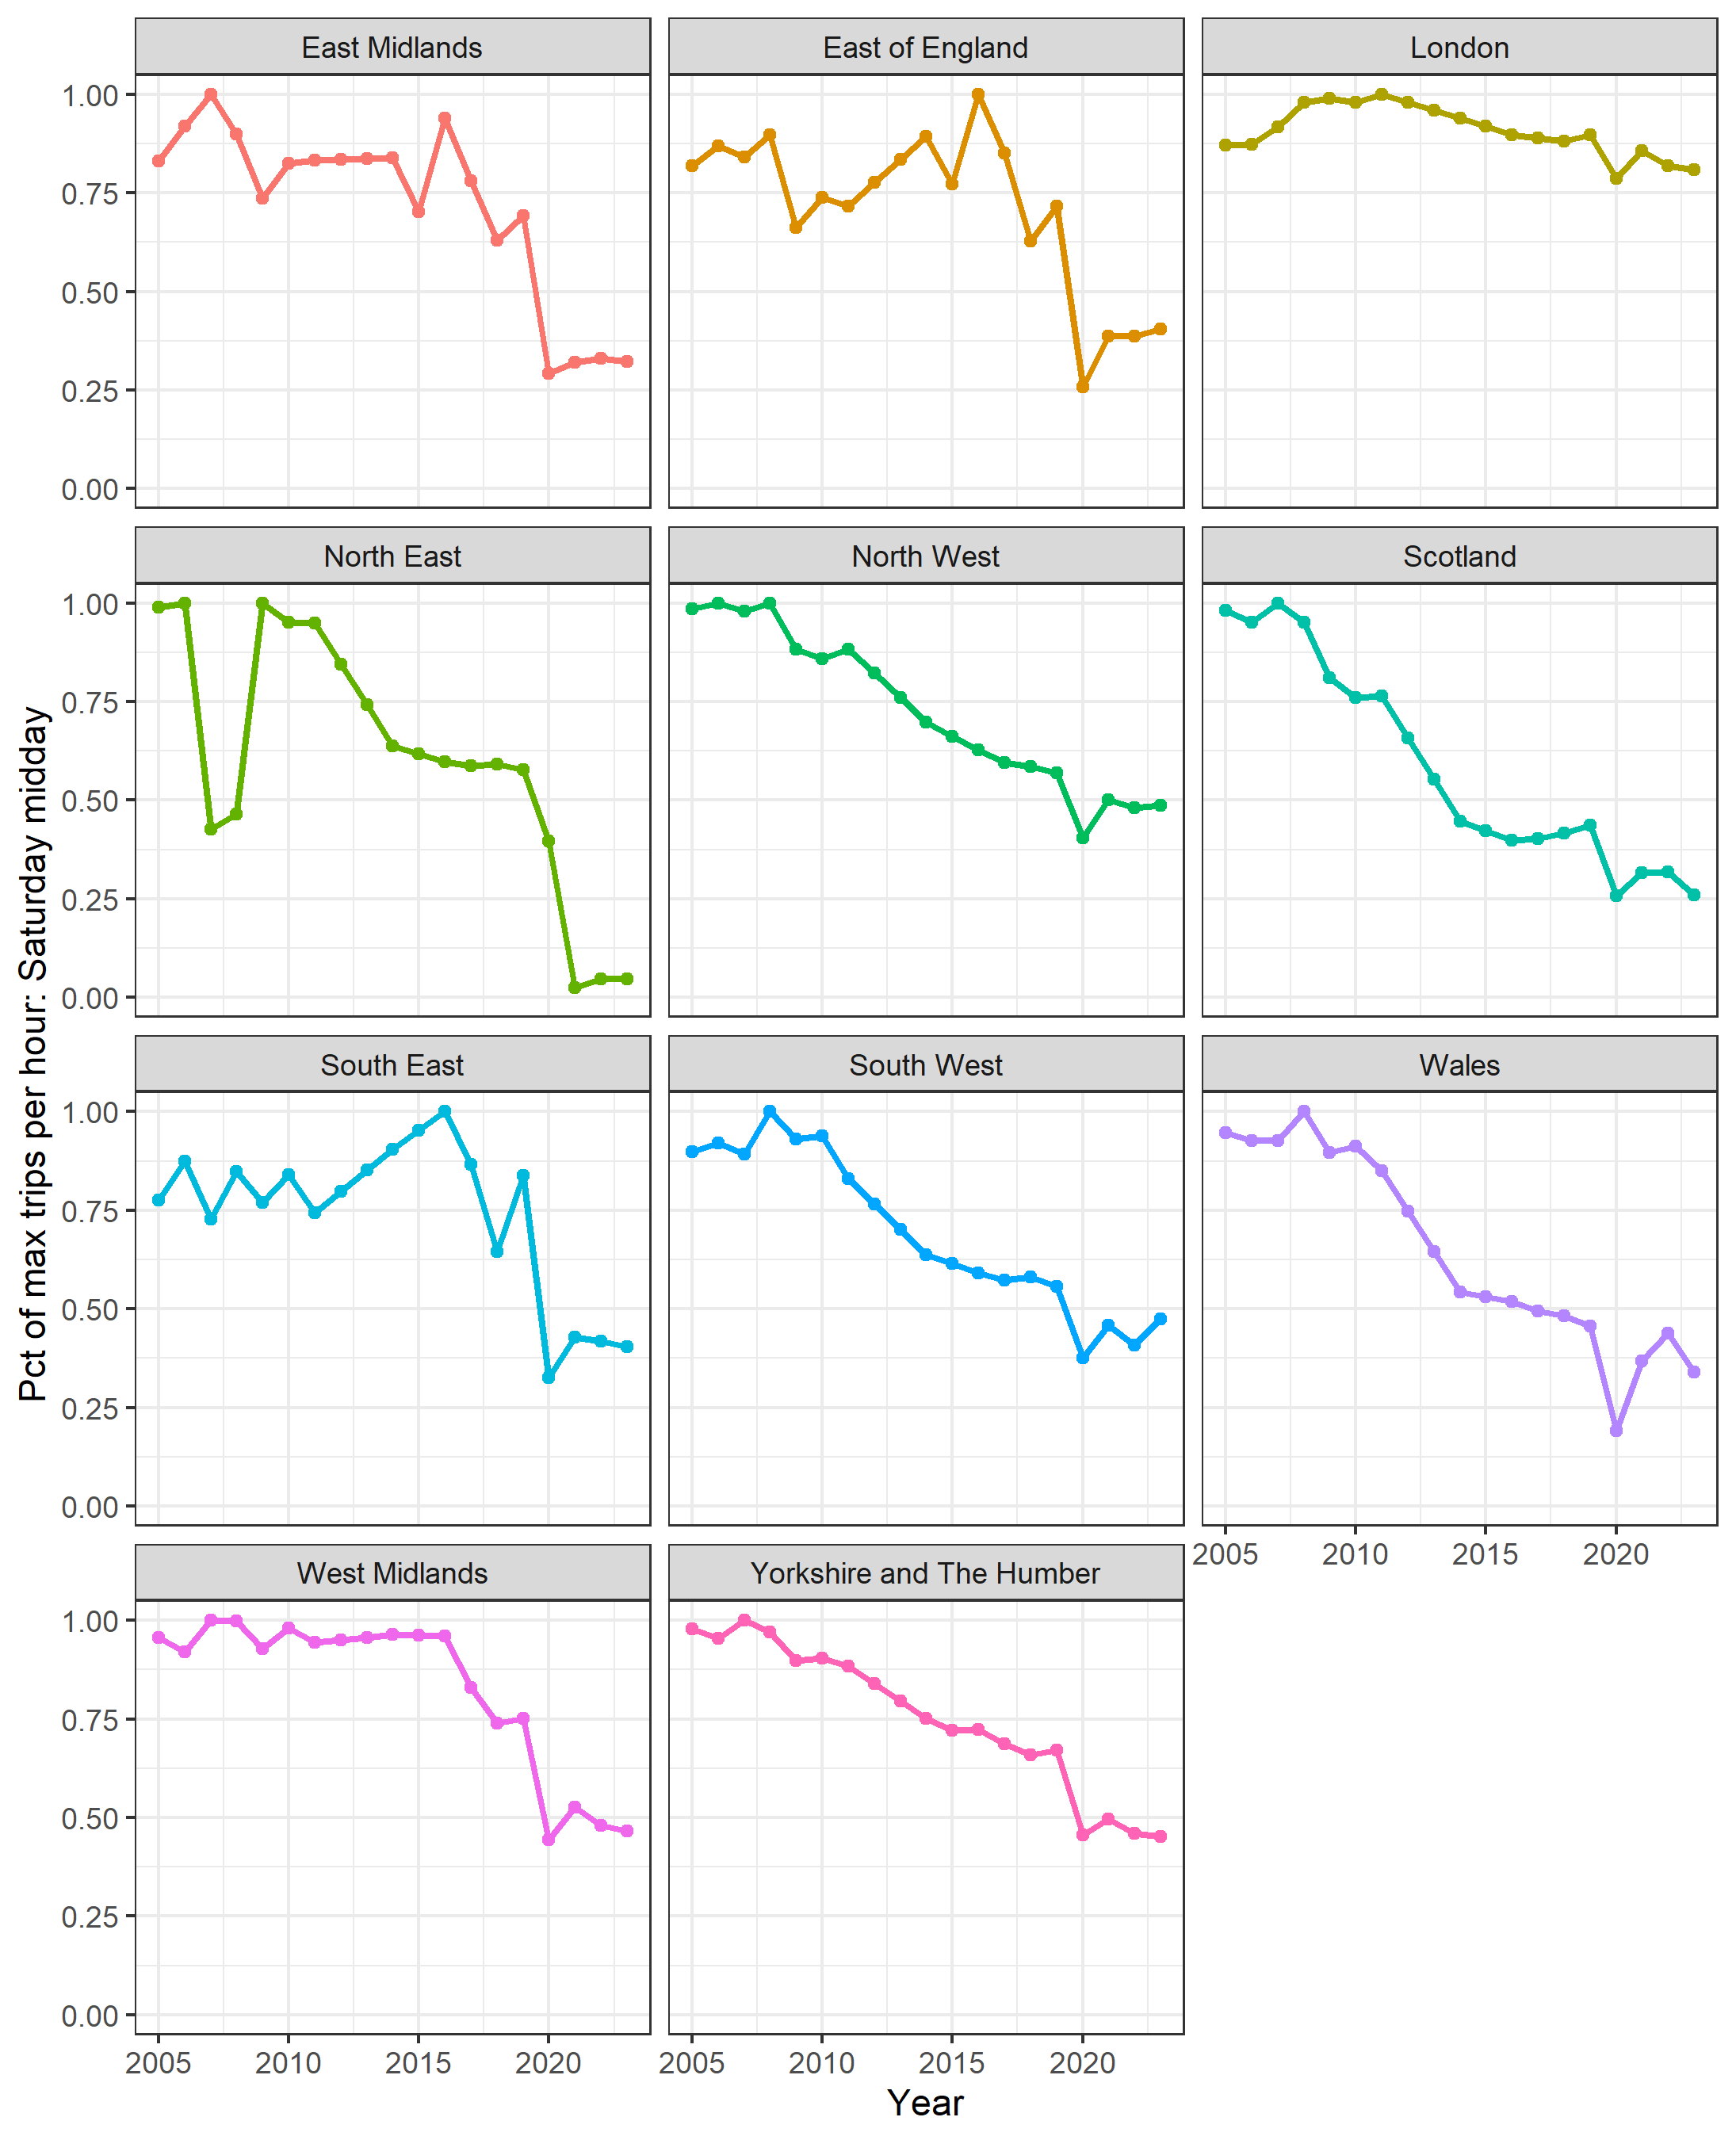 East Midlands
East of England
London
1.00
0.75
0.50
0.25
0.00
North East
North West
Scotland
1.00
0.75
0.50
0.25
0.00
South East
South West
Wales
1.00
0.75
0.50
0.25
0.00
2005 2010 2015 2020
West Midlands
Yorkshire and The Humber
1.00
0.75
0.50
0.25
0.00
2005 2010 2015 2020
2005 2010 2015 2020
Year
Pct of max trips per hour: Saturday midday